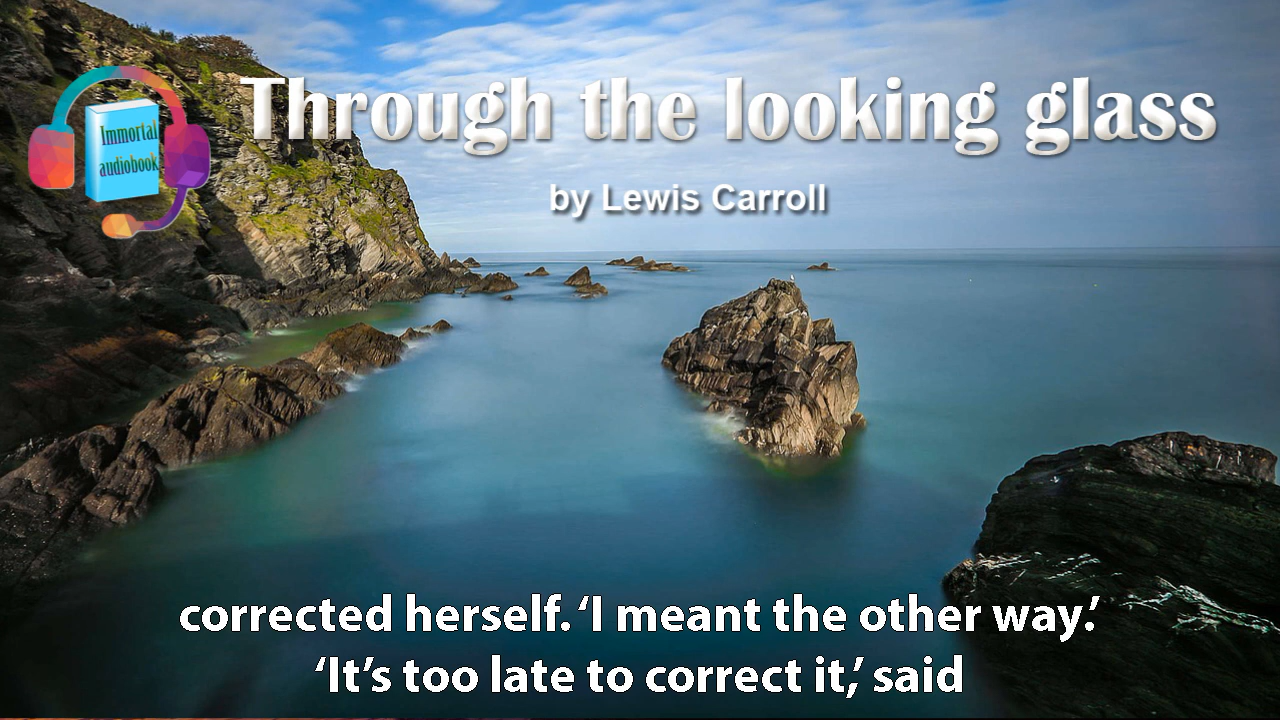 Through the looking glass
by Lewis Carroll
Immortal
audiobook
corrected herself. ‘I meant the other way.’
‘It’s too late to correct it,’ said